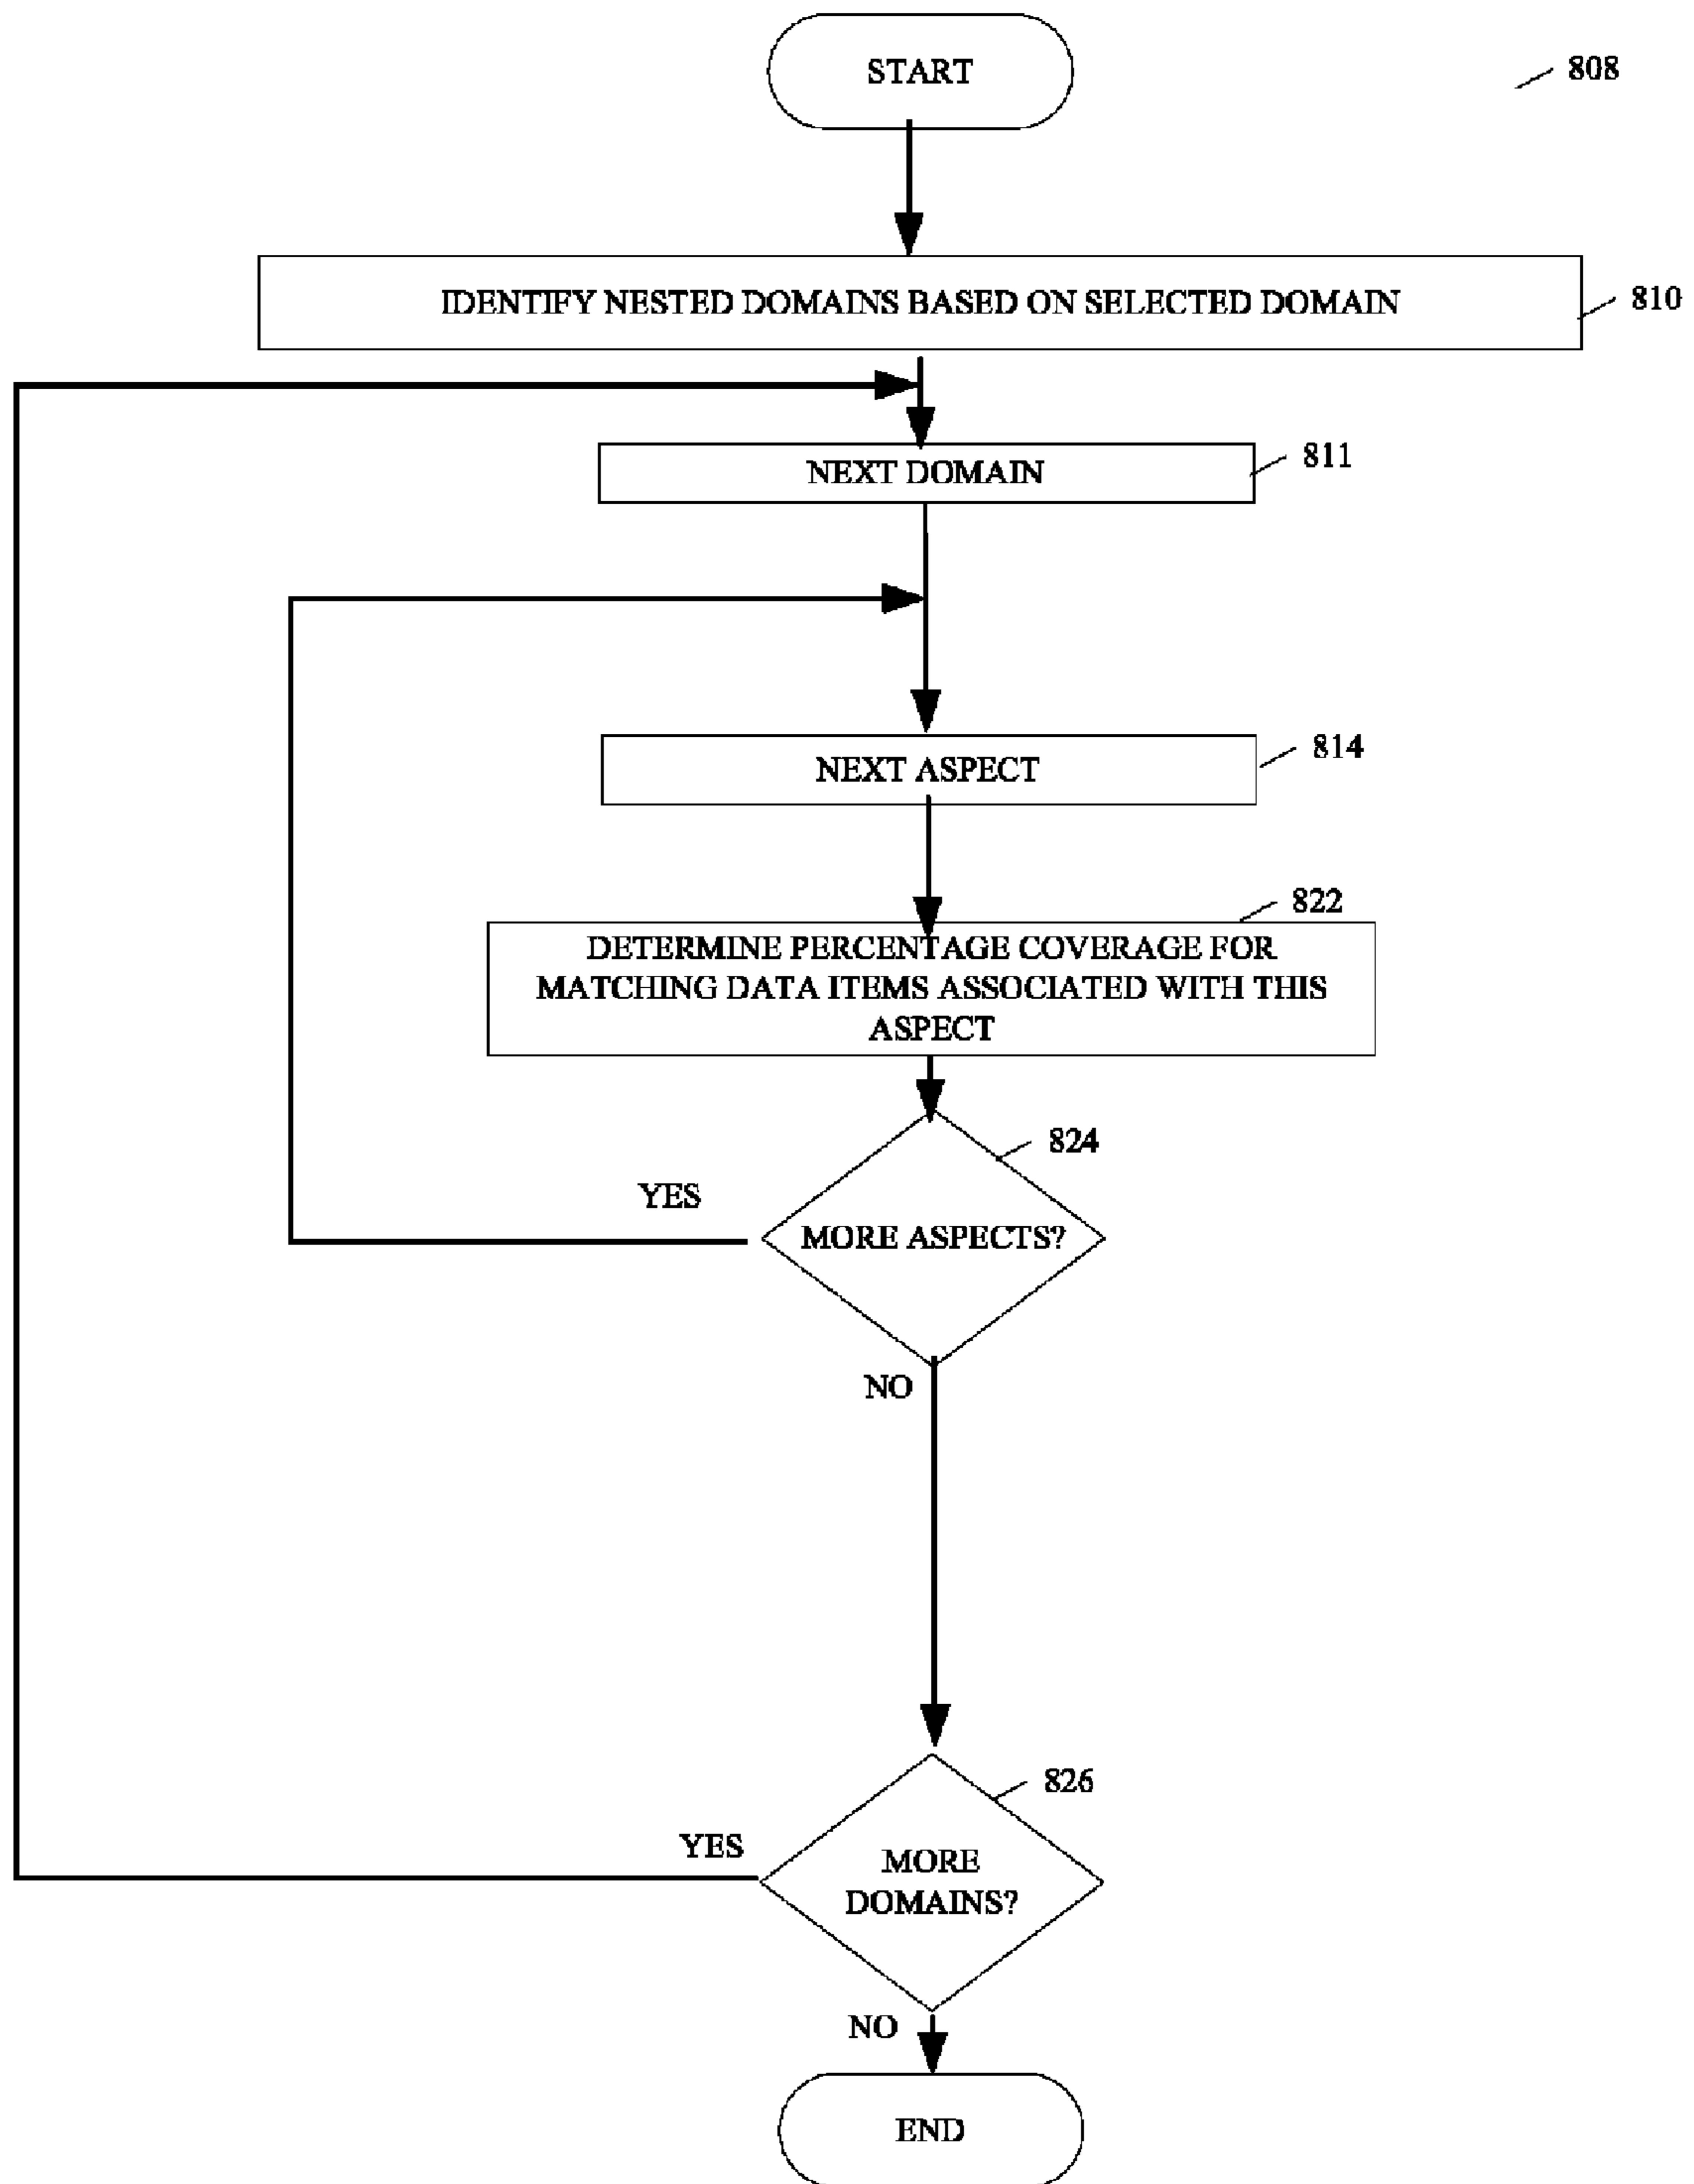 START
808
IDENTIFY NESTED DOMAINS BASED ON SELECTED DOMAIN
810
NEXT DOMAIN
811
NEXT ASPECT
814
822
DETERMINE PERCENTAGE COVERAGE FOR
MATCHING DATA ITEMS ASSOCIATED WITH THIS
ASPECT
824
YES
MORE ASPECTS?
NO
826
YES
MORE
DOMAINS?
NO
END